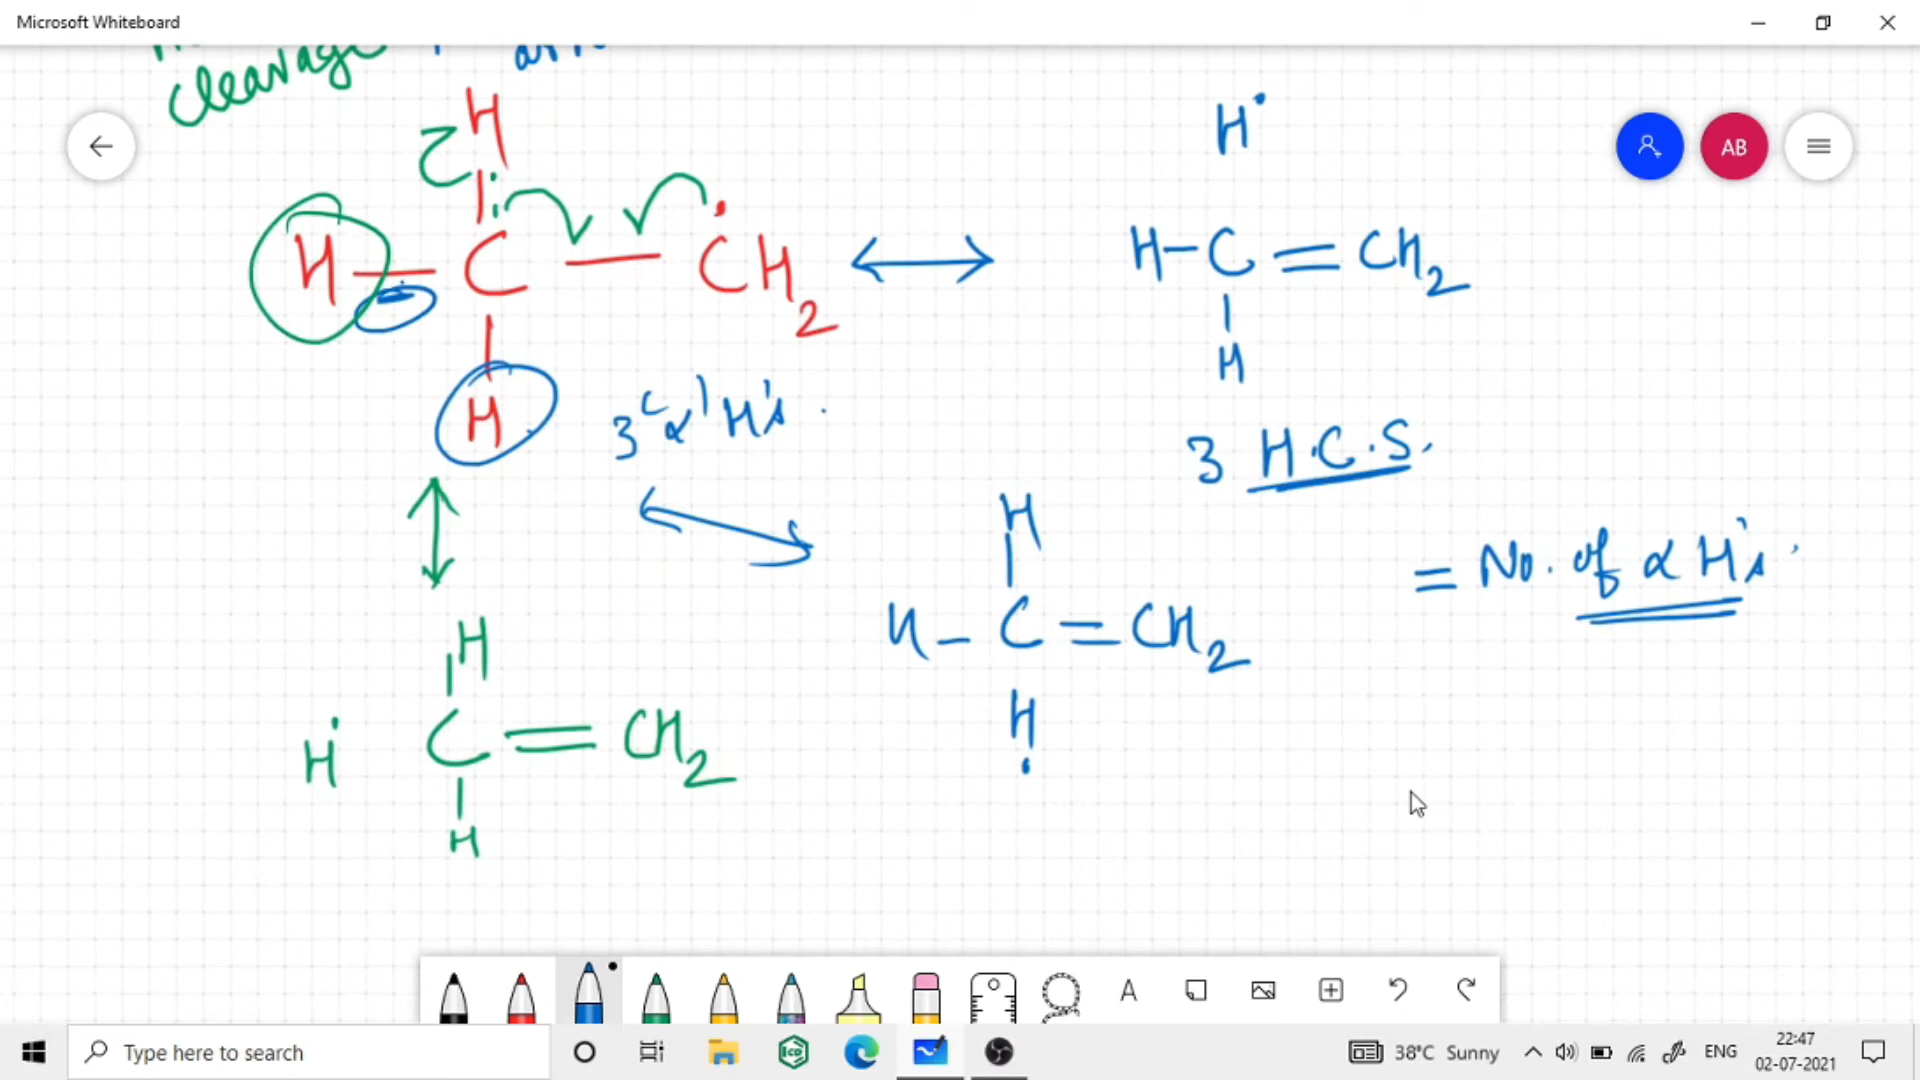 Microsoft Whiteboard
cleavage
H
H – C – ĊH2
H
3 'α' H's.
H•
H–C=CH2
H
3 H.C.S.
= No. of α H's.
H
H–C=CH2
H
•
H
H• C=CH2
H
AB
A
Type here to search
38°C Sunny
ENG
22:47
02-07-2021